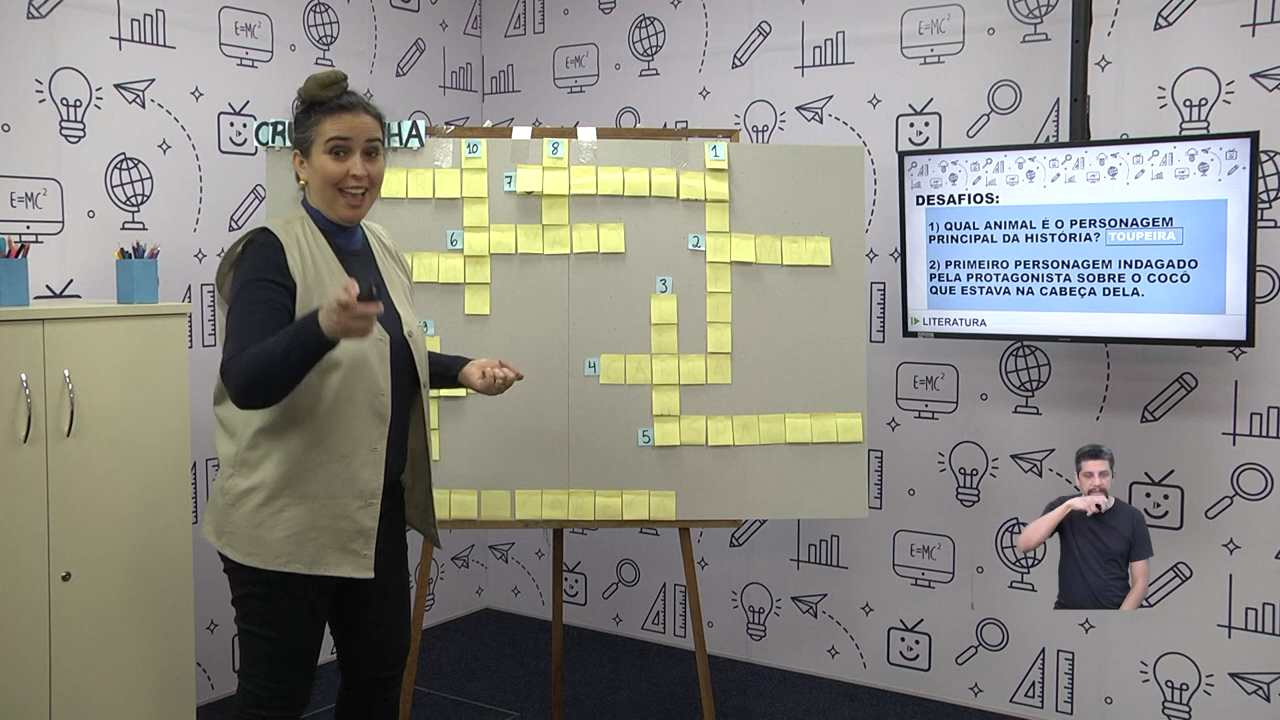 E=MC²
E=MC²
E=MC²
E=MC²
CRU HA
10
8
1
7
6
2
3
9
4
5
DESAFIOS:
1) QUAL ANIMAL É O PERSONAGEM
PRINCIPAL DA HISTÓRIA? TOUPEIRA
2) PRIMEIRO PERSONAGEM INDAGADO
PELA PROTAGONISTA SOBRE O COCÔ
QUE ESTAVA NA CABEÇA DELA.
LITERATURA
E=MC²
E=MC²